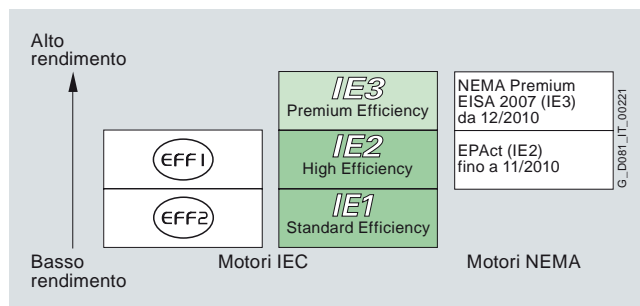 Alto
rendimento
IE3
Premium Efficiency
NEMA Premium
EISA 2007 (IE3)
da 12/2010
EFF1
IE2
High Efficiency
EPAct (IE2)
fino a 11/2010
EFF2
IE1
Standard Efficiency
Basso
rendimento
Motori IEC
Motori NEMA
G_D081_IT_00221